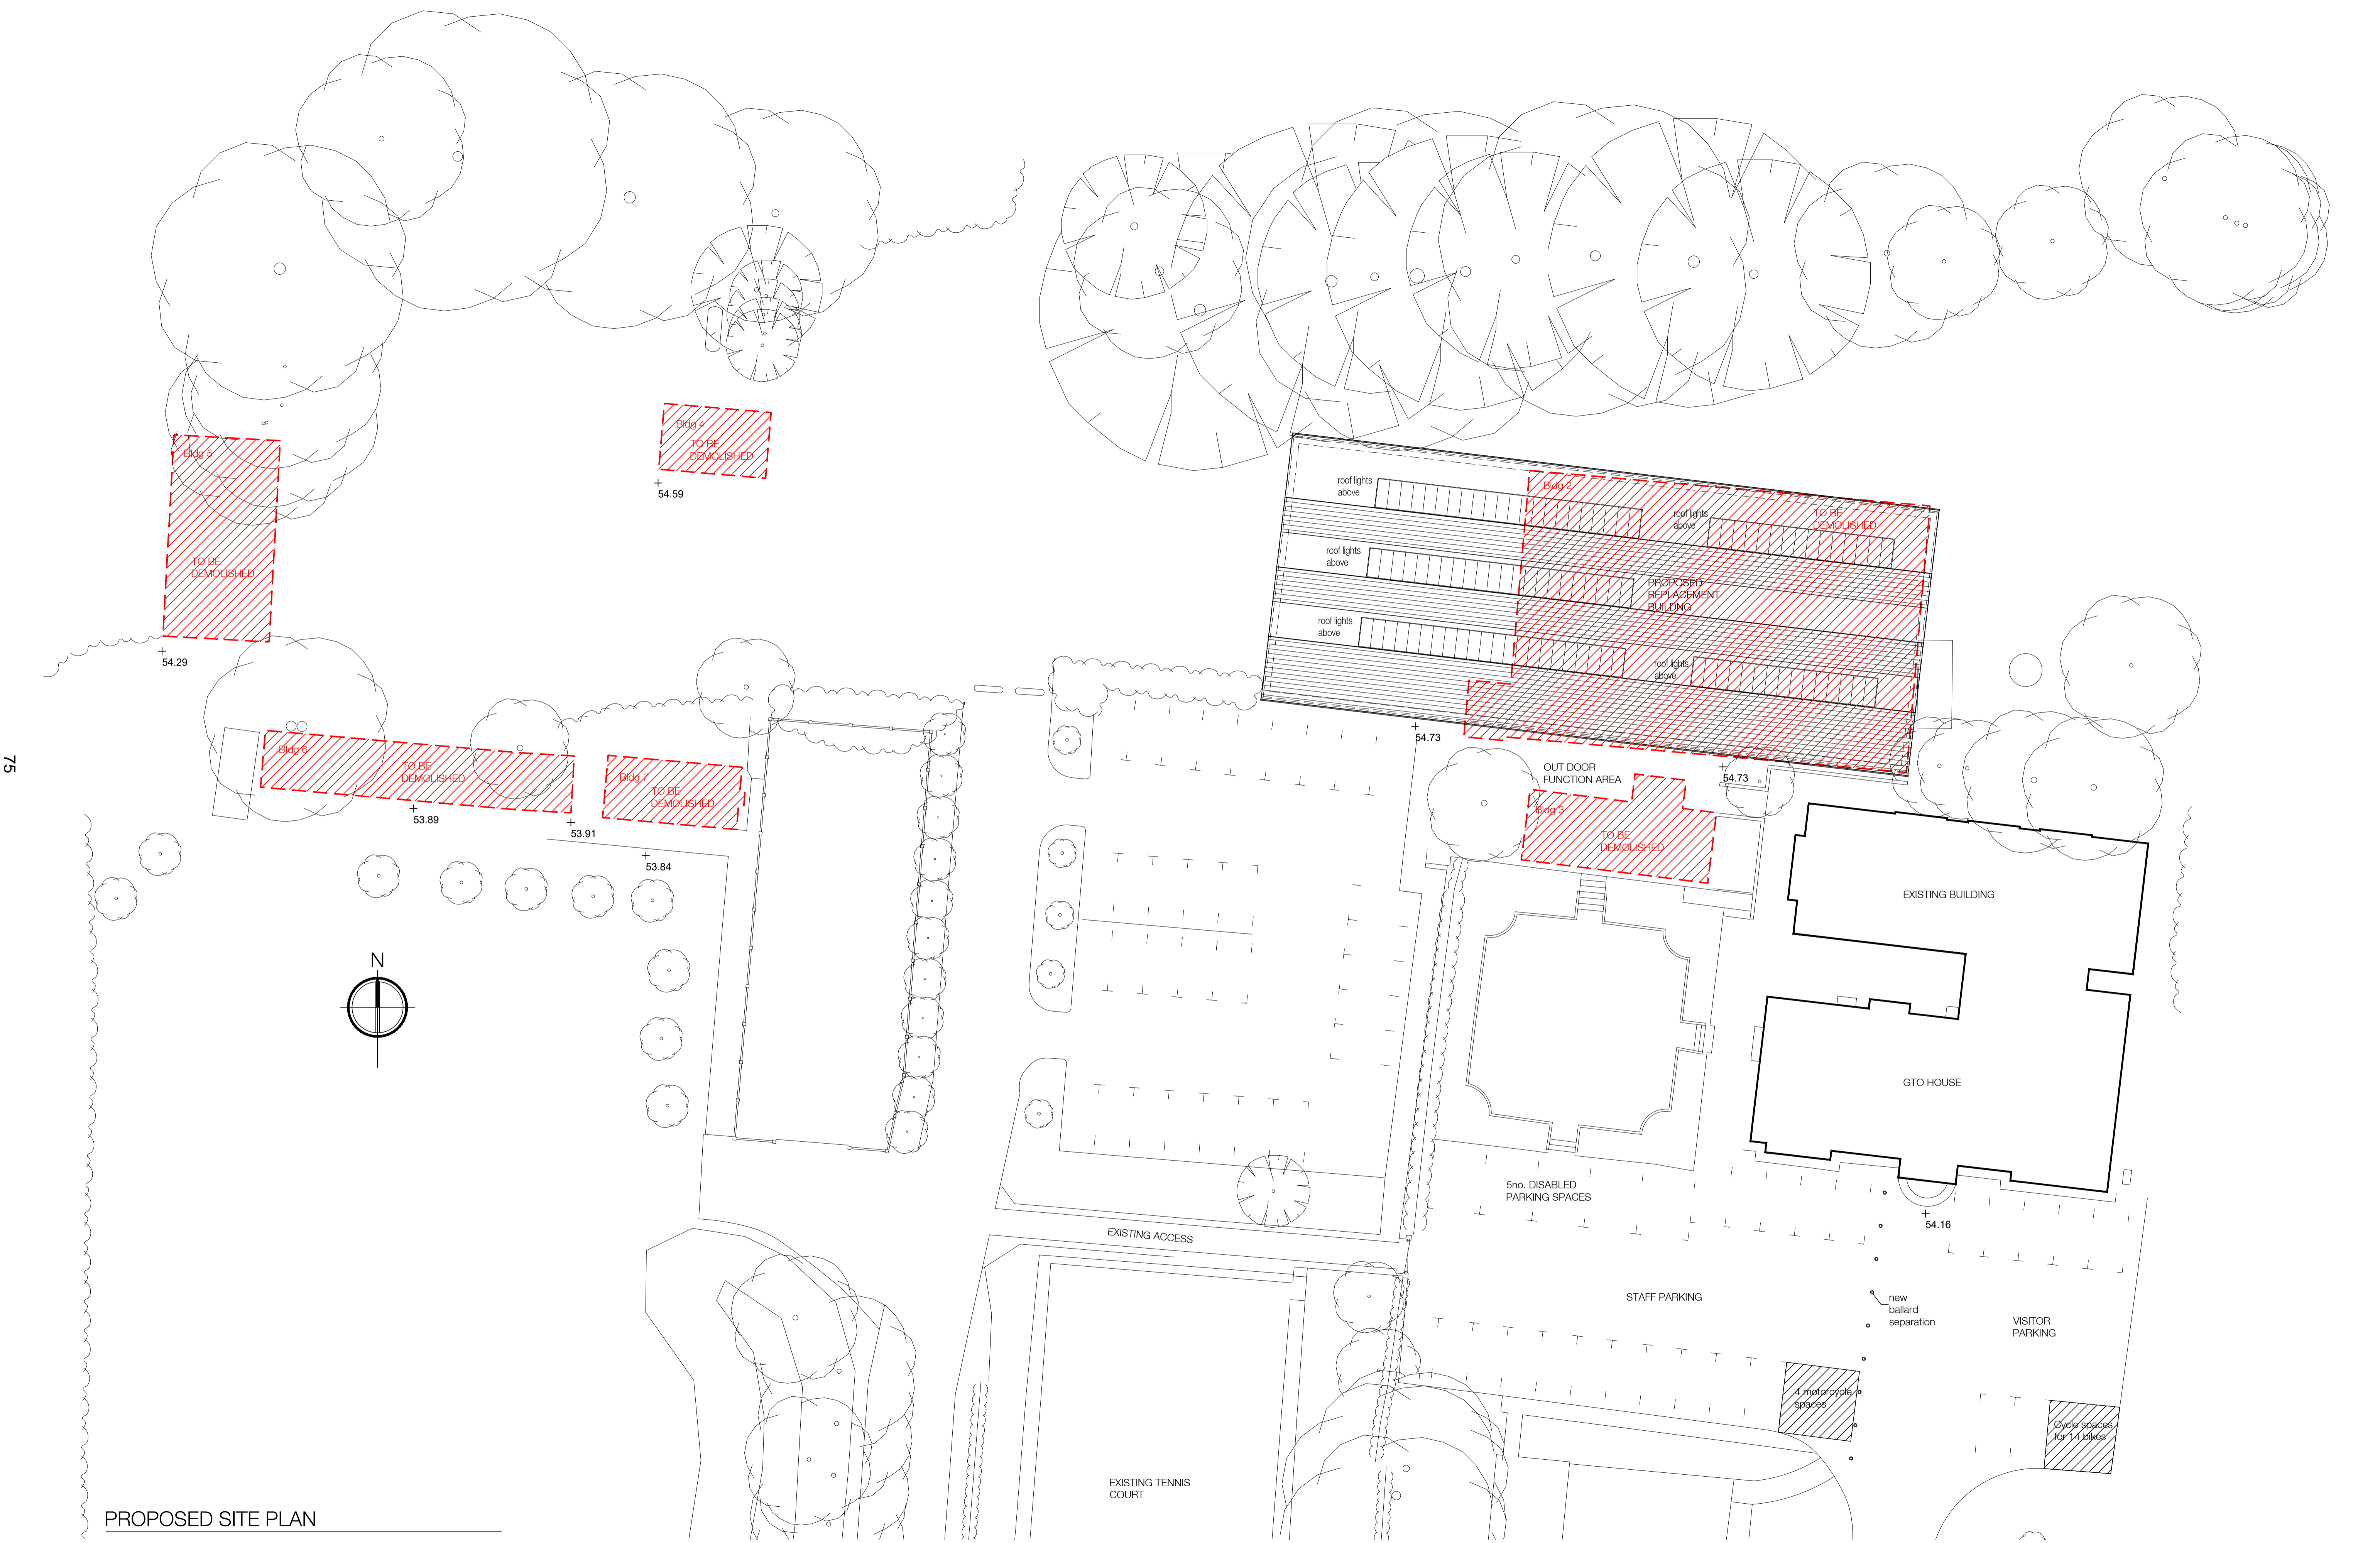 Bldg 4
TO BE
DEMOLISHED
54.59
Bldg 5
TO BE
DEMOLISHED
54.29
roof lights
above
Bldg 2
roof lights
above
TO BE
DEMOLISHED
roof lights
above
PROPOSED
REPLACEMENT
BUILDING
roof lights
above
roof lights
above
54.73
54.73
OUT DOOR
FUNCTION AREA
Bldg 3
TO BE
DEMOLISHED
Bldg 6
TO BE
DEMOLISHED
53.89
53.91
Bldg 7
TO BE
DEMOLISHED
53.84
75
N
EXISTING BUILDING
GTO HOUSE
5no. DISABLED
PARKING SPACES
54.16
EXISTING ACCESS
STAFF PARKING
new
ballard
separation
VISITOR
PARKING
4 motorcycle
spaces
Cycle spaces
for 14 bikes
EXISTING TENNIS
COURT
PROPOSED SITE PLAN